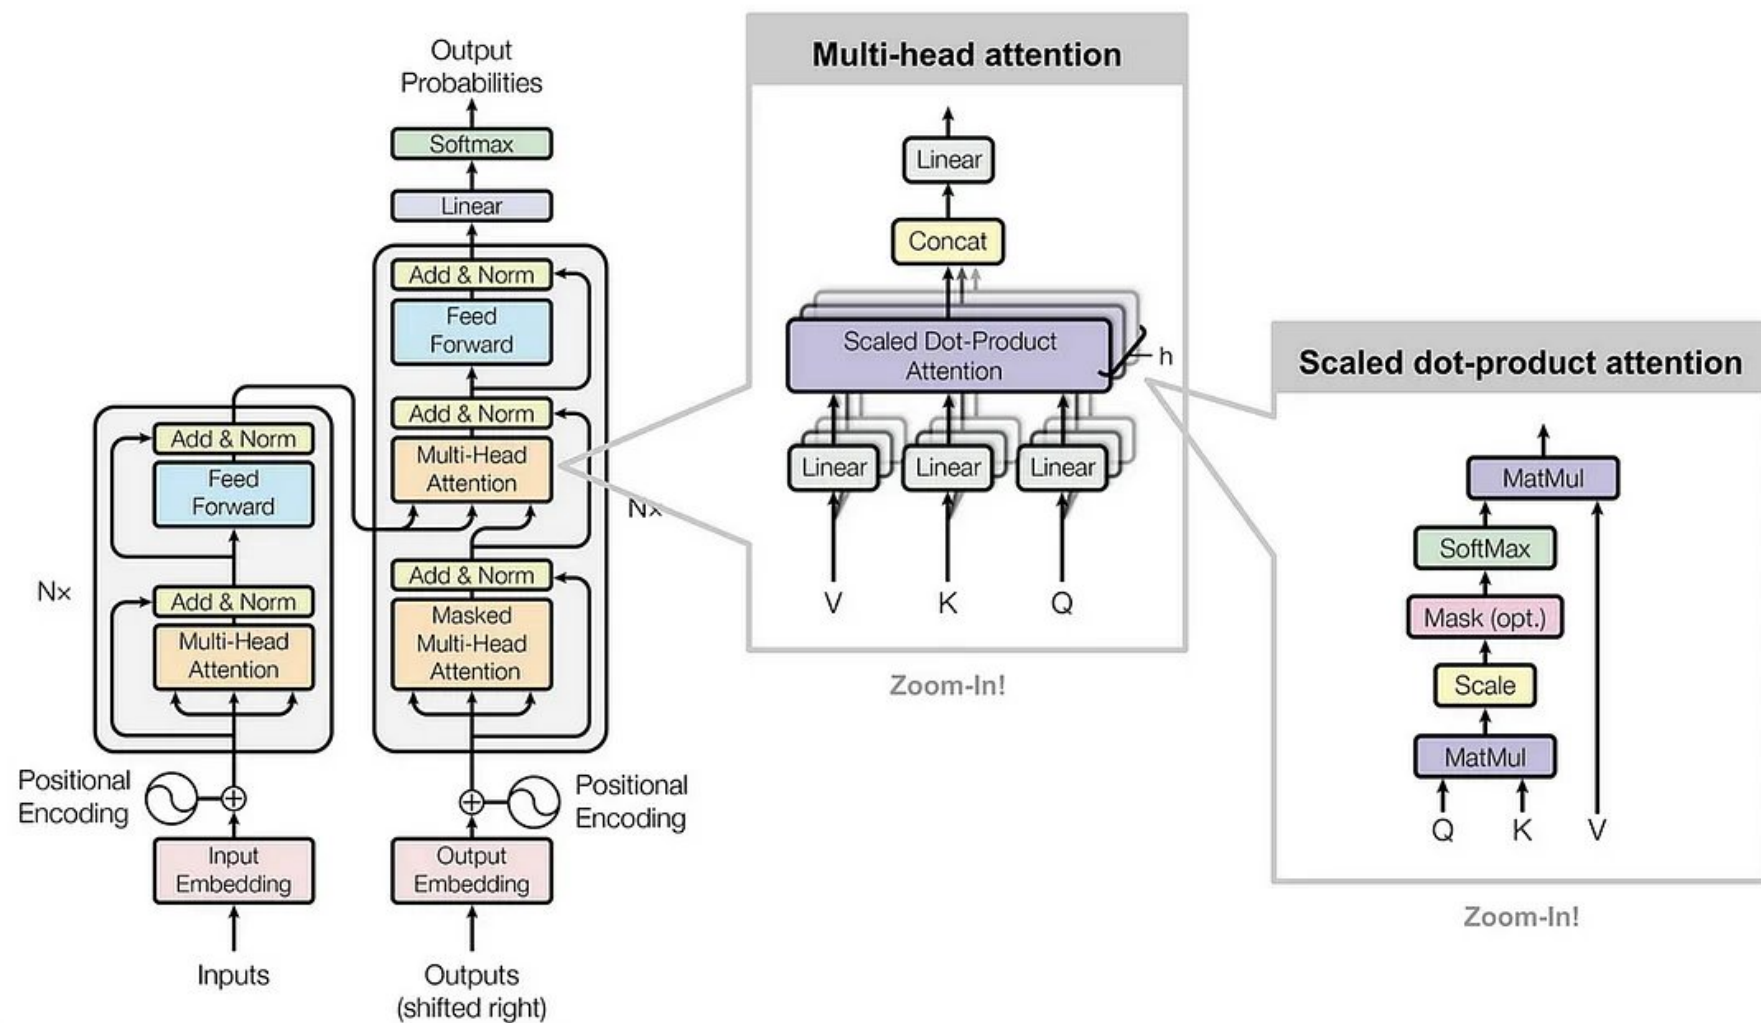 Output
Probabilities
Softmax
Linear
Add & Norm
Feed
Forward
Add & Norm
Multi-Head
Attention
Add & Norm
Masked
Multi-Head
Attention
N×
Positional
Encoding
Output
Embedding
Outputs
(shifted right)
Add & Norm
Feed
Forward
N×
Add & Norm
Multi-Head
Attention
Positional
Encoding
Input
Embedding
Inputs
Multi-head attention
Linear
Concat
Scaled Dot-Product
Attention
h
Linear Linear Linear
V K Q
Zoom-In!
Scaled dot-product attention
MatMul
SoftMax
Mask (opt.)
Scale
MatMul
Q K V
Zoom-In!